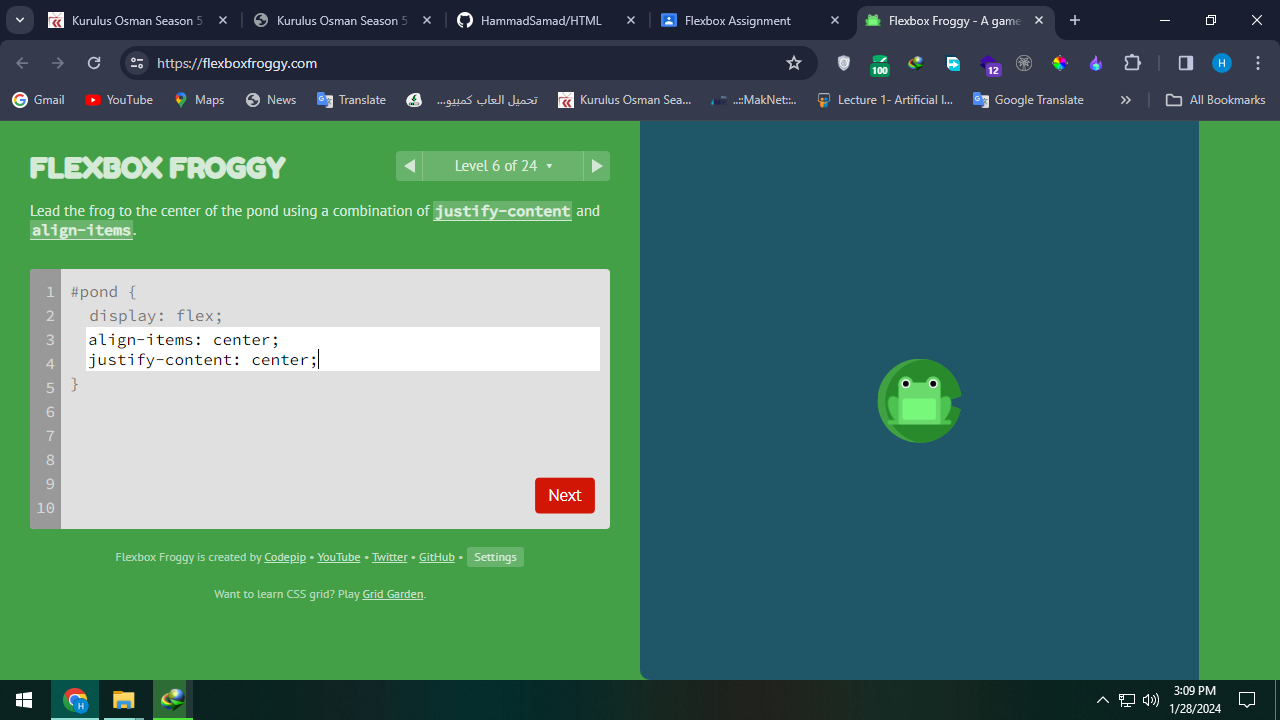 Kurulus Osman Season 5
Kurulus Osman Season 5
HammadSamad/HTML
Flexbox Assignment
Flexbox Froggy - A game
https://flexboxfroggy.com
100
12
H
Gmail
YouTube
Maps
News
Translate
تحميل العاب كمبيو...
Kurulus Osman Sea...
..::MakNet::..
Lecture 1- Artificial I...
Google Translate
All Bookmarks
FLEXBOX FROGGY
Level 6 of 24
Lead the frog to the center of the pond using a combination of justify-content and
align-items.
1 #pond {
2 display: flex;
3 align-items: center;
4 justify-content: center;
5 }
6
7
8
9
10
Next
Flexbox Froggy is created by Codepip • YouTube • Twitter • GitHub • Settings
Want to learn CSS grid? Play Grid Garden.
H
3:09 PM
1/28/2024